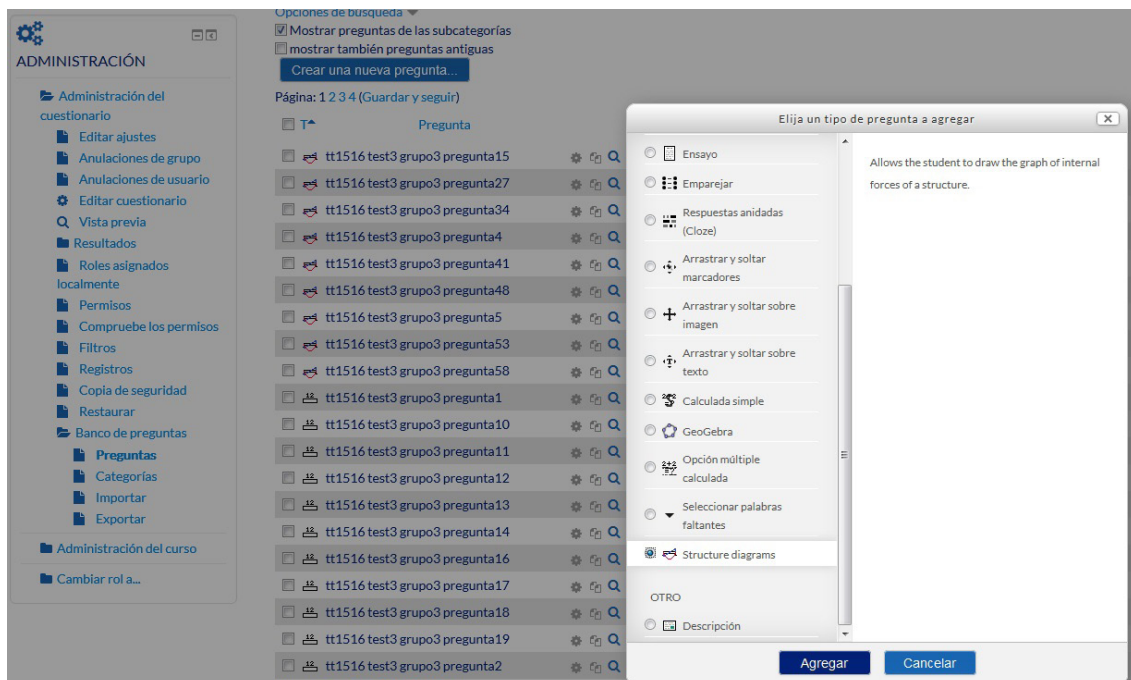 ADMINISTRACIÓN
Administración del
cuestionario
Editar ajustes
Anulaciones de grupo
Anulaciones de usuario
Editar cuestionario
Vista previa
Resultados
Roles asignados
localmente
Permisos
Compruebe los permisos
Filtros
Registros
Copia de seguridad
Restaurar
Banco de preguntas
Preguntas
Categorías
Importar
Exportar
Administración del curso
Cambiar rol a...
Opciones de búsqueda
Mostrar preguntas de las subcategorías
mostrar también preguntas antiguas
Crear una nueva pregunta...
Página: 1 2 3 4 (Guardar y seguir)
T Pregunta
tt1516 test3 grupo3 pregunta15
tt1516 test3 grupo3 pregunta27
tt1516 test3 grupo3 pregunta34
tt1516 test3 grupo3 pregunta4
tt1516 test3 grupo3 pregunta41
tt1516 test3 grupo3 pregunta48
tt1516 test3 grupo3 pregunta5
tt1516 test3 grupo3 pregunta53
tt1516 test3 grupo3 pregunta58
tt1516 test3 grupo3 pregunta1
tt1516 test3 grupo3 pregunta10
tt1516 test3 grupo3 pregunta11
tt1516 test3 grupo3 pregunta12
tt1516 test3 grupo3 pregunta13
tt1516 test3 grupo3 pregunta14
tt1516 test3 grupo3 pregunta16
tt1516 test3 grupo3 pregunta17
tt1516 test3 grupo3 pregunta18
tt1516 test3 grupo3 pregunta19
tt1516 test3 grupo3 pregunta2
Elija un tipo de pregunta a agregar
Ensayo
Emparejar
Respuestas anidadas
(Cloze)
Arrastrar y soltar
marcadores
Arrastrar y soltar sobre
imagen
Arrastrar y soltar sobre
texto
Calculada simple
GeoGebra
Opción múltiple
calculada
Seleccionar palabras
faltantes
Structure diagrams
OTRO
Descripción
Allows the student to draw the graph of internal
forces of a structure.
Agregar
Cancelar